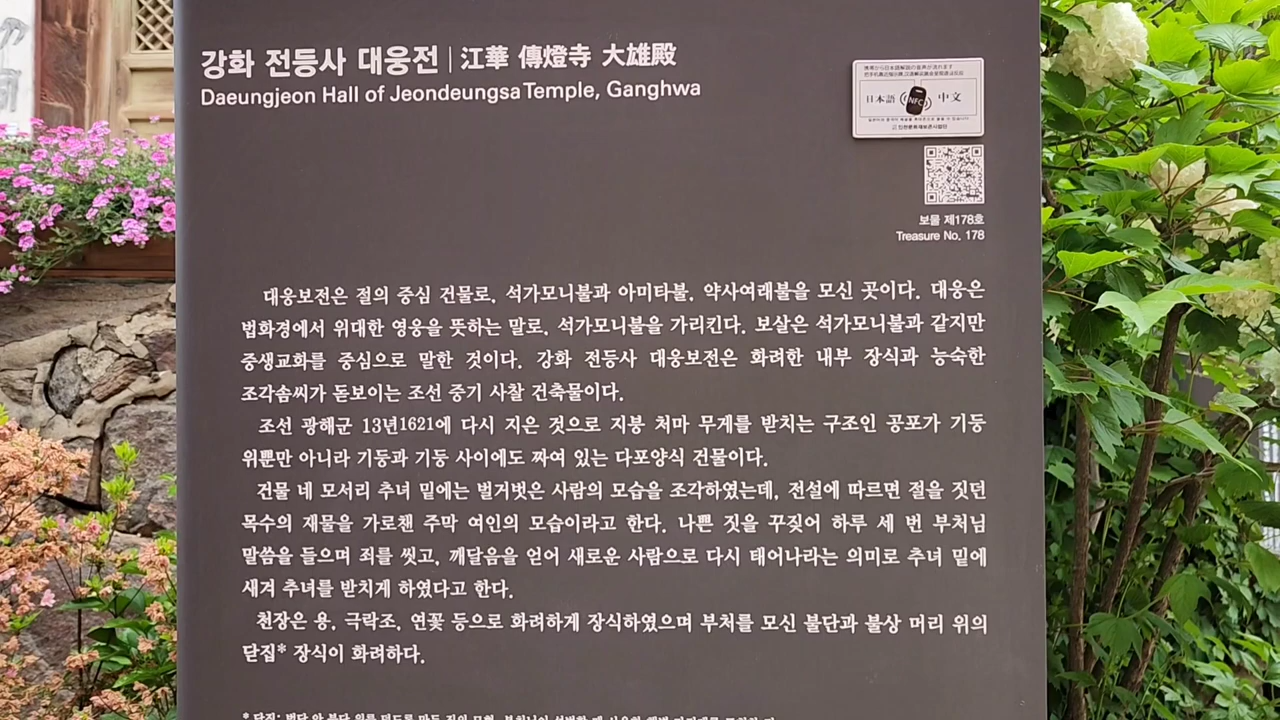 강화 전등사 대웅전 | 江華 傳燈寺 大雄殿
Daeungjeon Hall of Jeondeungsa Temple, Ganghwa
日本語 NFC 中文
보물 제178호
Treasure No. 178
대웅보전은 절의 중심 건물로, 석가모니불과 아미타불, 약사여래불을 모신 곳이다. 대웅은
법화경에서 위대한 영웅을 뜻하는 말로, 석가모니불을 가리킨다. 보살은 석가모니불과 같지만
중생교화를 중심으로 말한 것이다. 강화 전등사 대웅보전은 화려한 내부 장식과 능숙한
조각솜씨가 돋보이는 조선 중기 사찰 건축물이다.
조선 광해군 13년1621에 다시 지은 것으로 지붕 처마 무게를 받치는 구조인 공포가 기둥
위뿐만 아니라 기둥과 기둥 사이에도 짜여 있는 다포양식 건물이다.
건물 네 모서리 추녀 밑에는 벌거벗은 사람의 모습을 조각하였는데, 전설에 따르면 절을 짓던
목수의 재물을 가로챈 주막 여인의 모습이라고 한다. 나쁜 짓을 꾸짖어 하루 세 번 부처님
말씀을 들으며 죄를 씻고, 깨달음을 얻어 새로운 사람으로 다시 태어나라는 의미로 추녀 밑에
새겨 추녀를 받치게 하였다고 한다.
천장은 용, 극락조, 연꽃 등으로 화려하게 장식하였으며 부처를 모신 불단과 불상 머리 위의
닫집* 장식이 화려하다.
* 닫집: